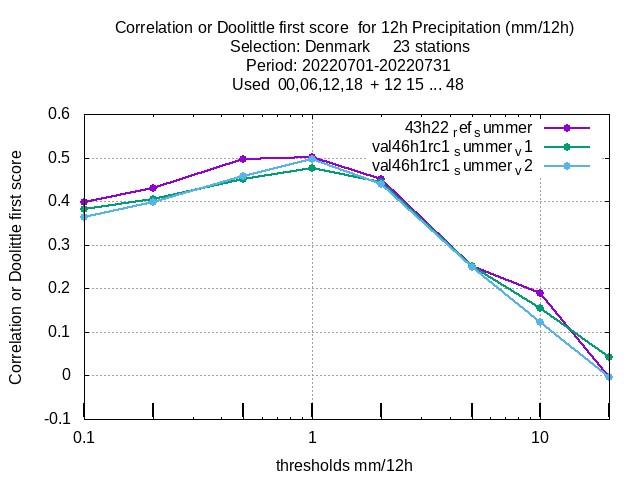 Correlation or Doolittle first score  for 12h Precipitation (mm/12h)
Selection: Denmark     23 stations
Period: 20220701-20220731
Used  00,06,12,18  + 12 15 ... 48
43h22 ref summer
val46h1rc1 summer v1
val46h1rc1 summer v2
Correlation or Doolittle first score
0.6
0.5
0.4
0.3
0.2
0.1
0
-0.1
0.1
1
10
thresholds mm/12h